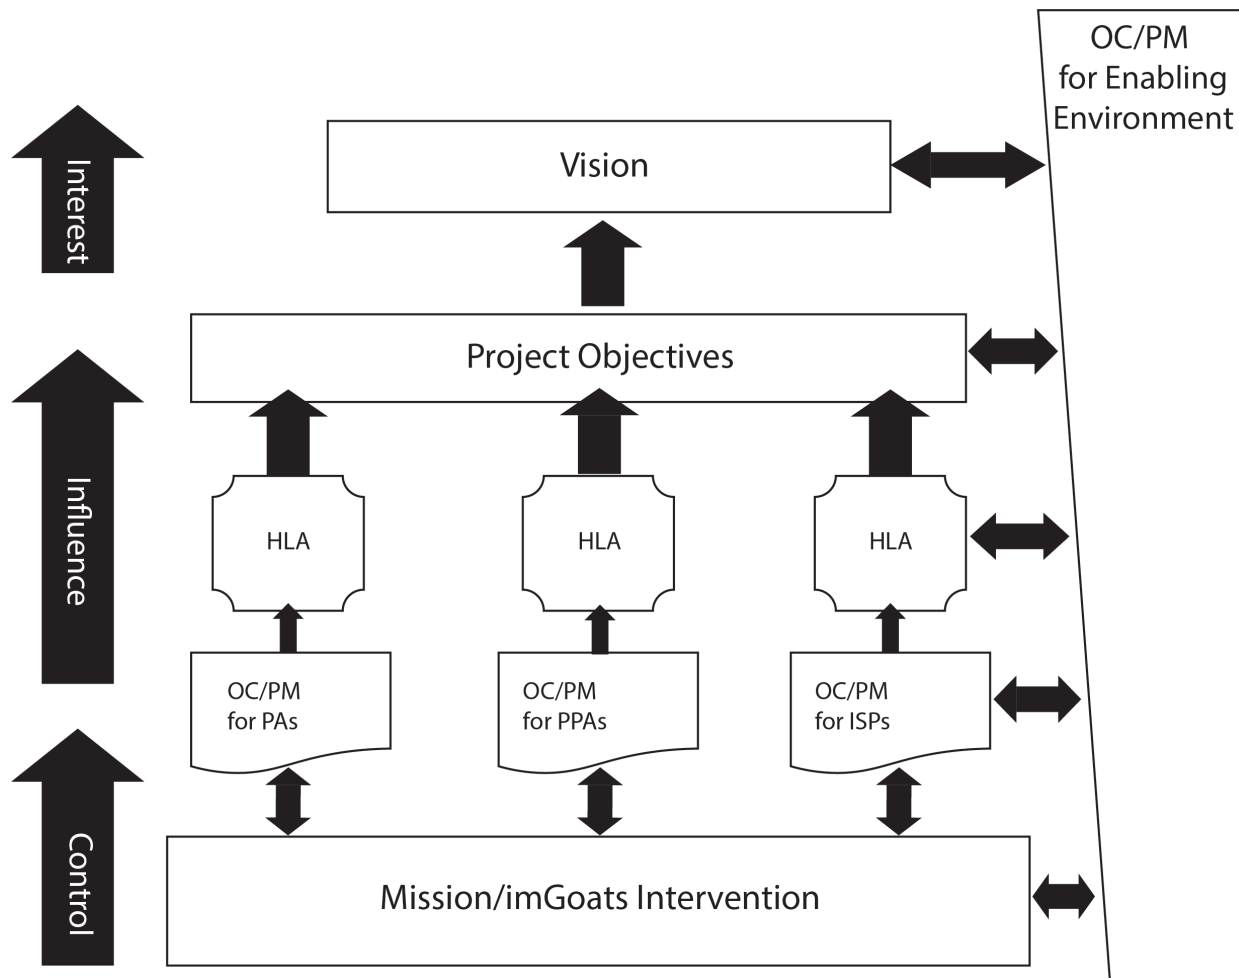 OC/PM
for Enabling
Environment
Interest
Vision
Project Objectives
Influence
HLA
HLA
HLA
OC/PM
for PAs
OC/PM
for PPAs
OC/PM
for ISPs
Control
Mission/imGoats Intervention